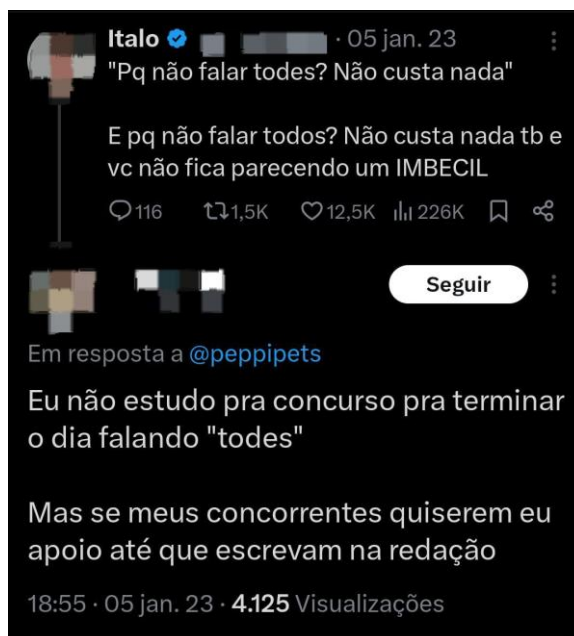 Italo · 05 jan. 23
"Pq não falar todes? Não custa nada"
E pq não falar todos? Não custa nada tb e
vc não fica parecendo um IMBECIL
116 1,5K 12,5K 226K
Seguir
Em resposta a @peppipets
Eu não estudo pra concurso pra terminar
o dia falando "todes"
Mas se meus concorrentes quiserem eu
apoio até que escrevam na redação
18:55 · 05 jan. 23 · 4.125 Visualizações